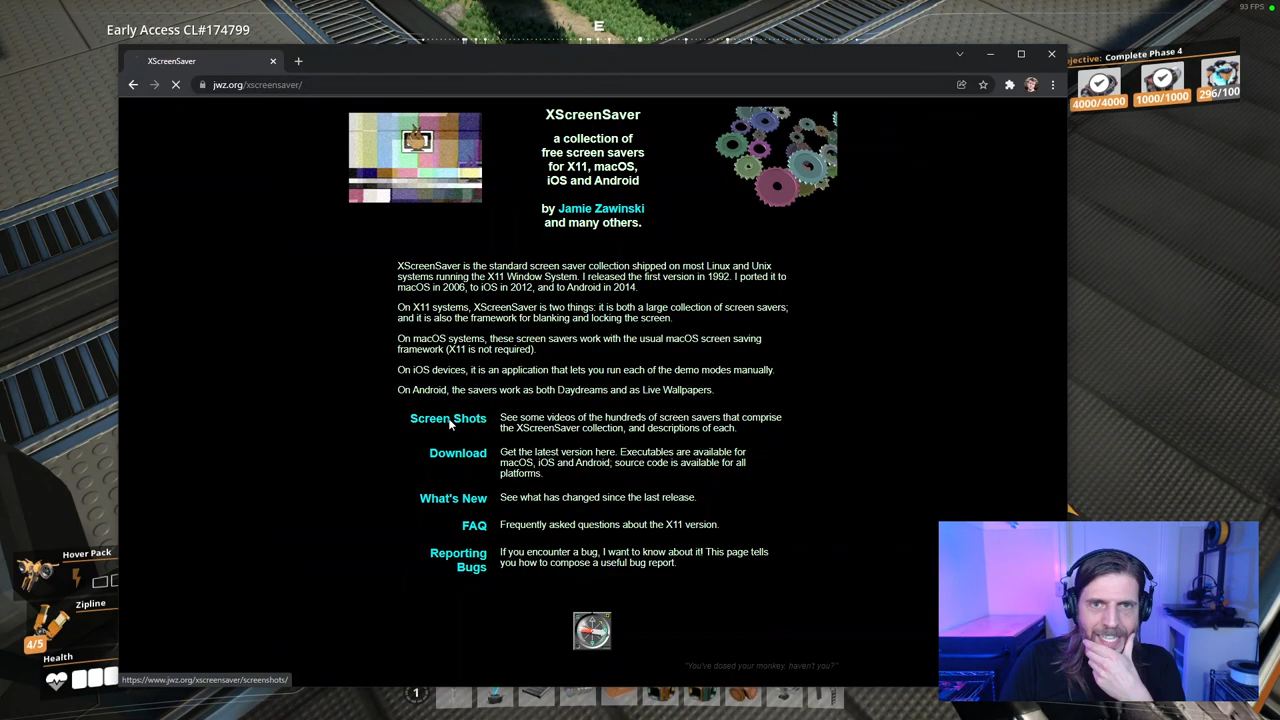 93 FPS
Early Access CL#174799
E
ojective: Complete Phase 4
4000/4000
1000/1000
296/100
XScreenSaver
jwz.org/xscreensaver/
XScreenSaver
a collection of
free screen savers
for X11, macOS,
iOS and Android
by Jamie Zawinski
and many others.
XScreenSaver is the standard screen saver collection shipped on most Linux and Unix
systems running the X11 Window System. I released the first version in 1992. I ported it to
macOS in 2006, to iOS in 2012, and to Android in 2014.
On X11 systems, XScreenSaver is two things: it is both a large collection of screen savers;
and it is also the framework for blanking and locking the screen.
On macOS systems, these screen savers work with the usual macOS screen saving
framework (X11 is not required).
On iOS devices, it is an application that lets you run each of the demo modes manually.
On Android, the savers work as both Daydreams and as Live Wallpapers.
Screen Shots
See some videos of the hundreds of screen savers that comprise
the XScreenSaver collection, and descriptions of each.
Download
Get the latest version here. Executables are available for
macOS, iOS and Android; source code is available for all
platforms.
What's New
See what has changed since the last release.
FAQ
Frequently asked questions about the X11 version.
Reporting
Bugs
If you encounter a bug, I want to know about it! This page tells
you how to compose a useful bug report.
"You've dosed your monkey, haven't you?"
Hover Pack
Zipline
4/5
Health
https://www.jwz.org/xscreensaver/screenshots/
1